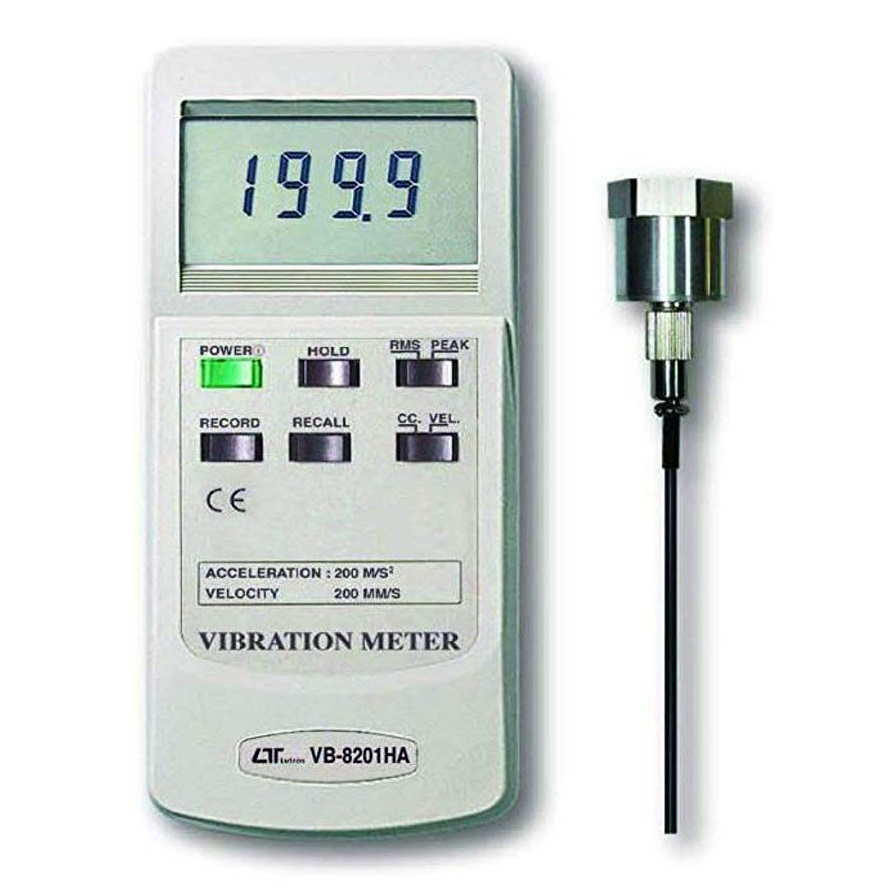 199.9
POWER HOLD RMS PEAK
RECORD RECALL CC. VEL.
CE
ACCELERATION : 200 M/S²
VELOCITY 200 MM/S
VIBRATION METER
LT Lutron VB-8201HA